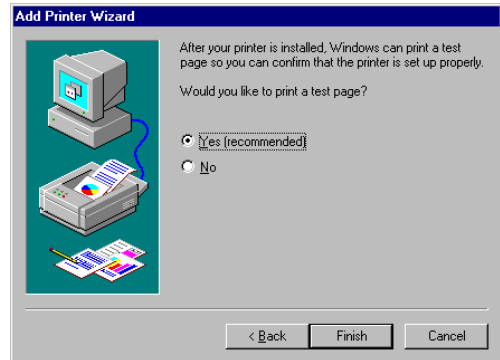 Add Printer Wizard
After your printer is installed, Windows can print a test
page so you can confirm that the printer is set up properly.
Would you like to print a test page?
Yes (recommended)
No
< Back
Finish
Cancel